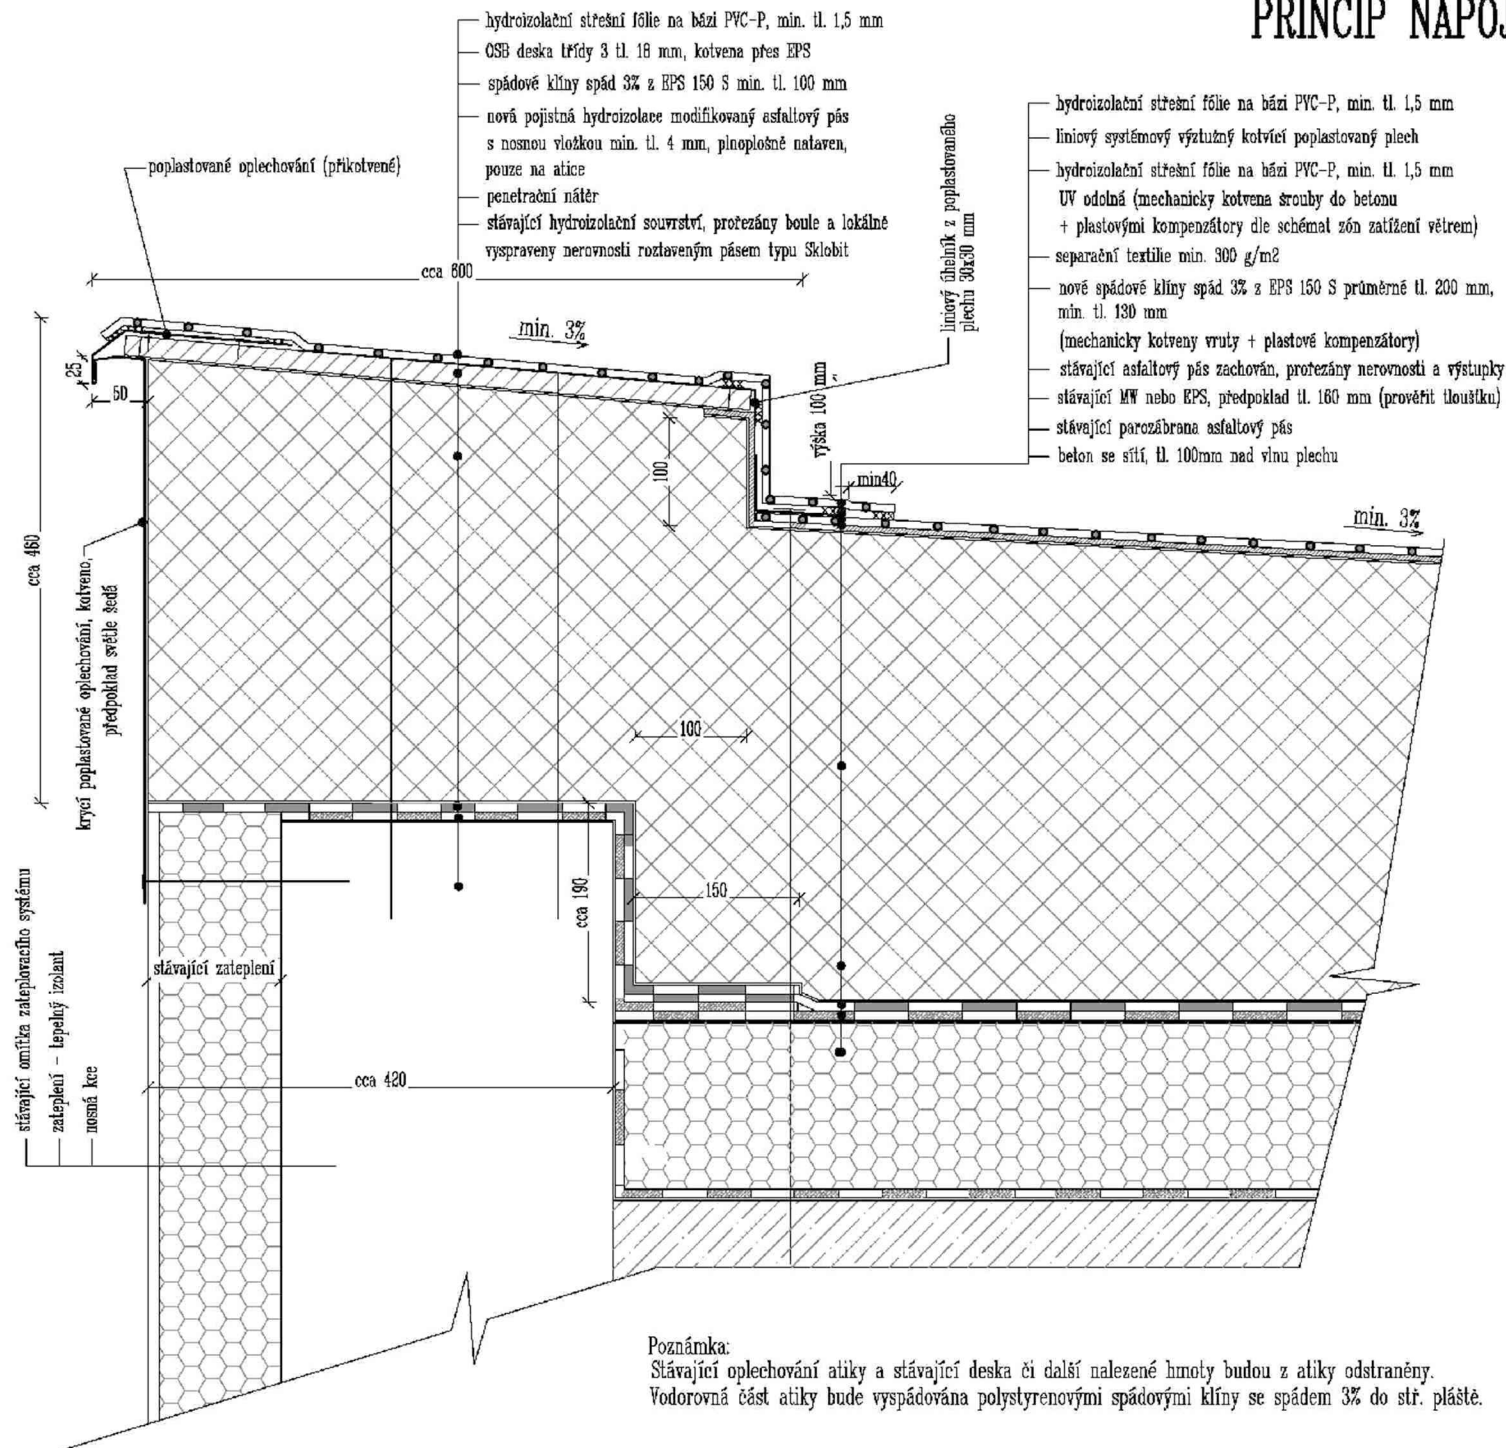 PRINCIP NAPOJ
hydroizolační střešní fólie na bázi PVC-P, min. tl. 1,5 mm
OSB deska třídy 3 tl. 18 mm, kotvena přes EPS
spádové klíny spád 3% z EPS 150 S min. tl. 100 mm
nová pojistná hydroizolace modifikovaný asfaltový pás
s nosnou vložkou min. tl. 4 mm, plnoplošně nataven,
pouze na atice
penetrační nátěr
stávající hydroizolační souvrství, prořezány boule a lokálně
vyspraveny nerovnosti roztaveným pásem typu Sklobit
poplastované oplechování (přikotvené)
hydroizolační střešní fólie na bázi PVC-P, min. tl. 1,5 mm
liniový systémový výztužný kotvící poplastovaný plech
hydroizolační střešní fólie na bázi PVC-P, min. tl. 1,5 mm
UV odolná (mechanicky kotvena šrouby do betonu
+ plastovými kompenzátory dle schémat zón zatížení větrem)
separační textilie min. 300 g/m2
nové spádové klíny spád 3% z EPS 150 S průměrné tl. 200 mm,
min. tl. 130 mm
(mechanicky kotveny vruty + plastové kompenzátory)
stávající asfaltový pás zachován, prořezány nerovnosti a výstupky
stávající MW nebo EPS, předpoklad tl. 160 mm (prověřit tloušťku)
stávající parozábrana asfaltový pás
beton se sítí, tl. 100mm nad vlnu plechu
liniový úhelník z poplastovaného
plechu 30x30 mm
cca 600
min. 3%
25
50
výška 100 mm
min40
100
min. 3%
cca 460
krycí poplastované oplechování, kotveno,
předpoklad světle šedá
100
cca 190
150
stávající zateplení
cca 420
stávající omítka zateplovacího systému
zateplení - tepelný izolant
nosná kce
Poznámka:
Stávající oplechování atiky a stávající deska či další nalezené hmoty budou z atiky odstraněny.
Vodorovná část atiky bude vyspádována polystyrenovými spádovými klíny se spádem 3% do stř. pláště.